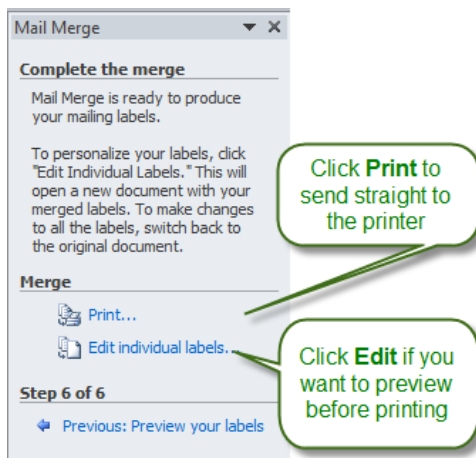 Mail Merge
Complete the merge
Mail Merge is ready to produce
your mailing labels.
To personalize your labels, click
"Edit Individual Labels." This will
open a new document with your
merged labels. To make changes
to all the labels, switch back to
the original document.
Click Print to
send straight to
the printer
Merge
Print...
Edit individual labels...
Click Edit if you
want to preview
before printing
Step 6 of 6
Previous: Preview your labels